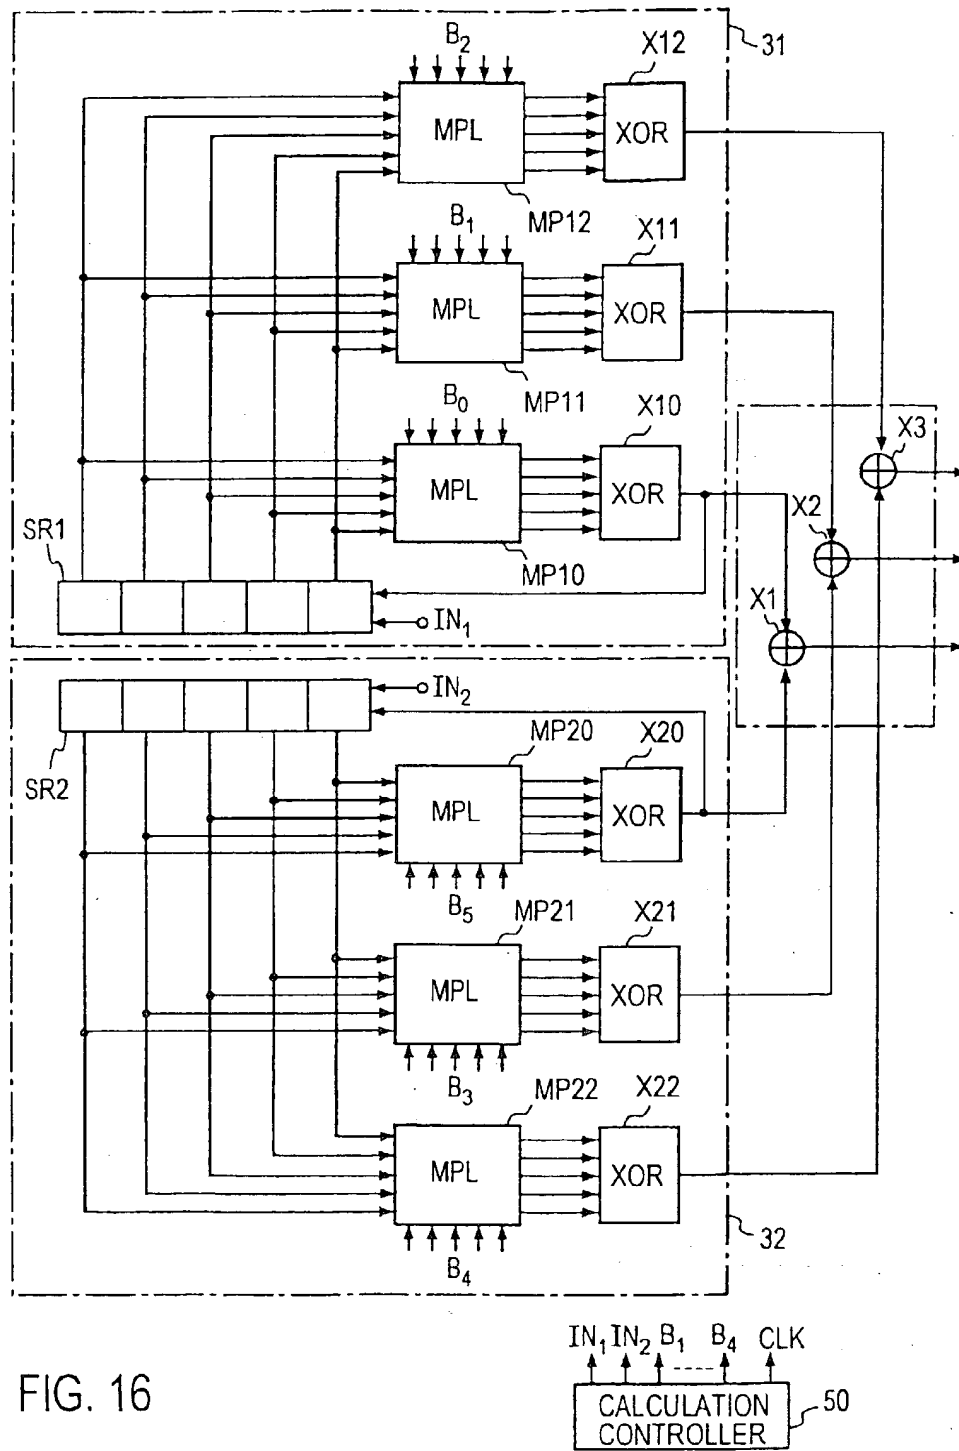 B2
X12
31
MPL
XOR
MP12
B1
X11
MPL
XOR
MP11
B0
X10
X3
MPL
XOR
X2
SR1
MP10
X1
IN1
IN2
MP20
X20
SR2
MPL
XOR
B5
MP21
X21
MPL
XOR
B3
MP22
X22
MPL
XOR
32
B4
IN1 IN2 B1 B4 CLK
FIG. 16
CALCULATION
CONTROLLER
50